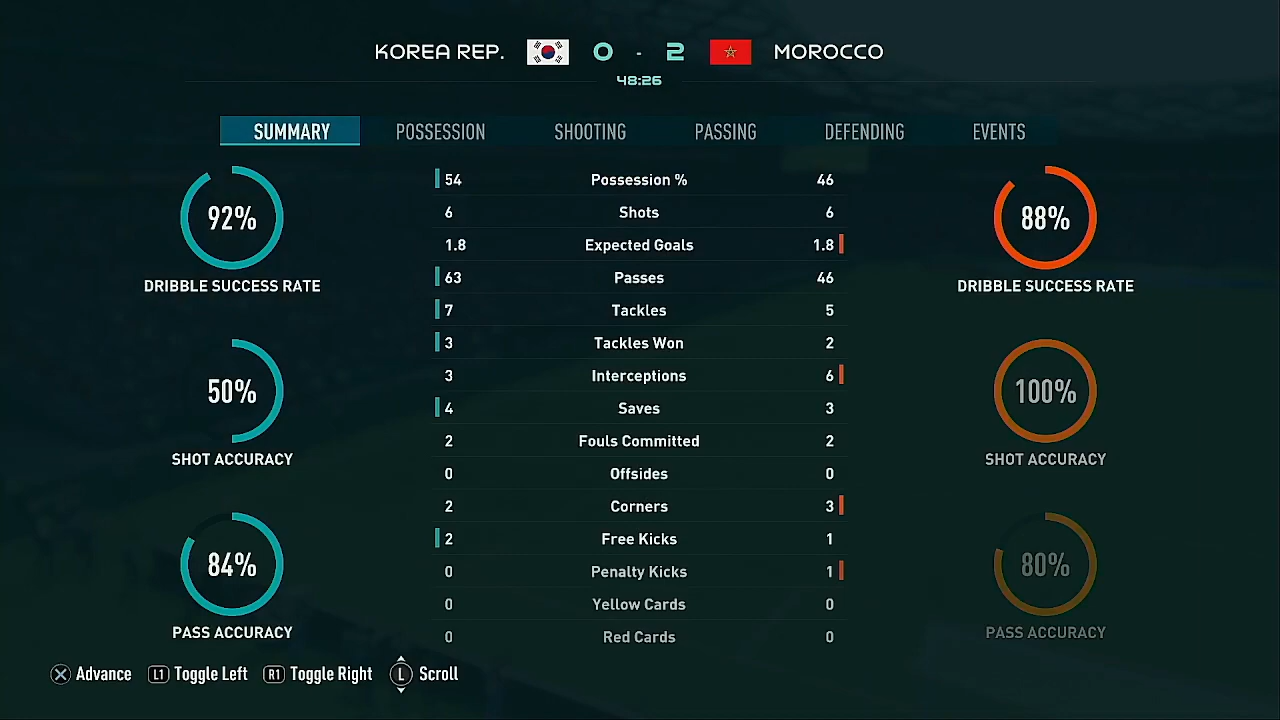 KOREA REP. 0 - 2 MOROCCO
48:26
SUMMARY POSSESSION SHOOTING PASSING DEFENDING EVENTS
54 Possession % 46
6 Shots 6
1.8 Expected Goals 1.8
63 Passes 46
7 Tackles 5
3 Tackles Won 2
3 Interceptions 6
4 Saves 3
2 Fouls Committed 2
0 Offsides 0
2 Corners 3
2 Free Kicks 1
0 Penalty Kicks 1
0 Yellow Cards 0
0 Red Cards 0
92%
DRIBBLE SUCCESS RATE
50%
SHOT ACCURACY
84%
PASS ACCURACY
88%
DRIBBLE SUCCESS RATE
100%
SHOT ACCURACY
80%
PASS ACCURACY
Advance L1 Toggle Left R1 Toggle Right L Scroll